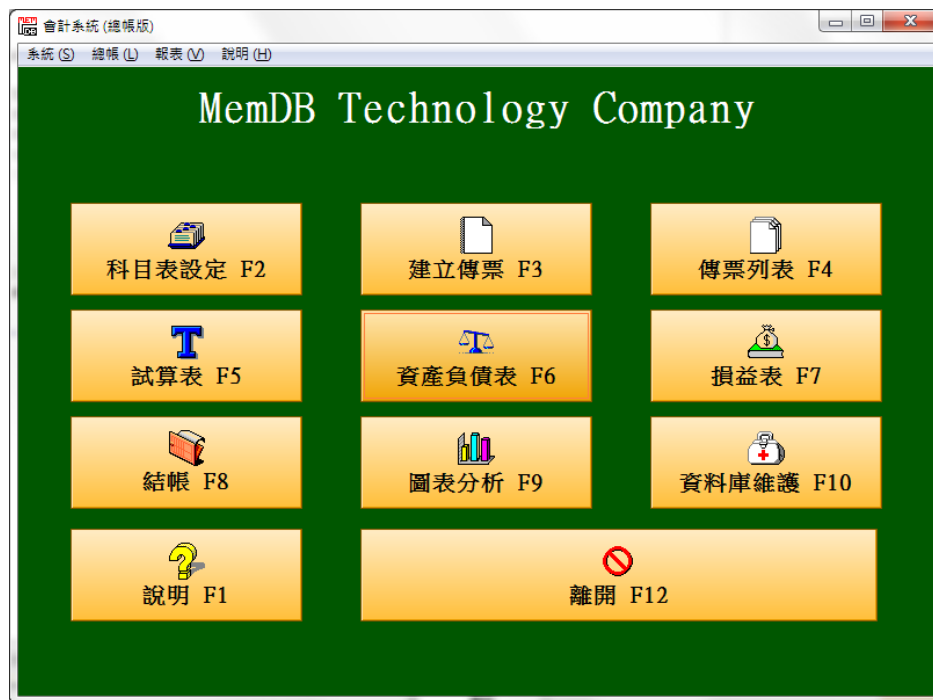 會計系統 (總帳版)
系統 (S) 總帳 (L) 報表 (V) 說明 (H)
MemDB Technology Company
科目表設定 F2
建立傳票 F3
傳票列表 F4
試算表 F5
資產負債表 F6
損益表 F7
結帳 F8
圖表分析 F9
資料庫維護 F10
說明 F1
離開 F12